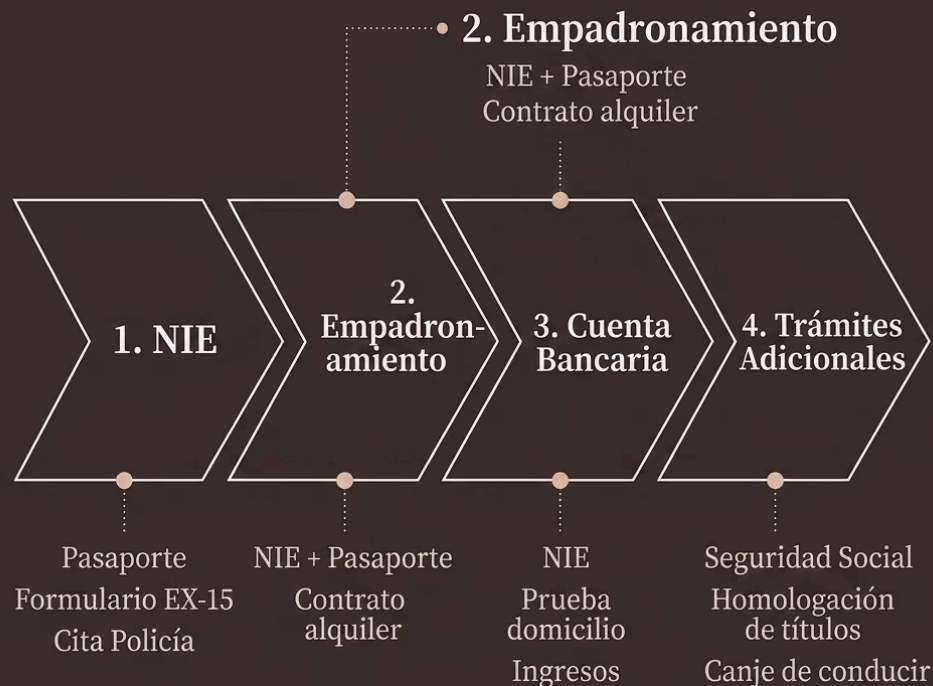 2. Empadronamiento
NIE + Pasaporte
Contrato alquiler
1. NIE
2.
Empadron-
amiento
3. Cuenta
Bancaria
4. Trámites
Adicionales
Pasaporte
Formulario EX-15
Cita Policía
NIE + Pasaporte
Contrato
alquiler
NIE
Prueba
domicilio
Ingresos
Seguridad Social
Homologación
de títulos
Canje de conducir